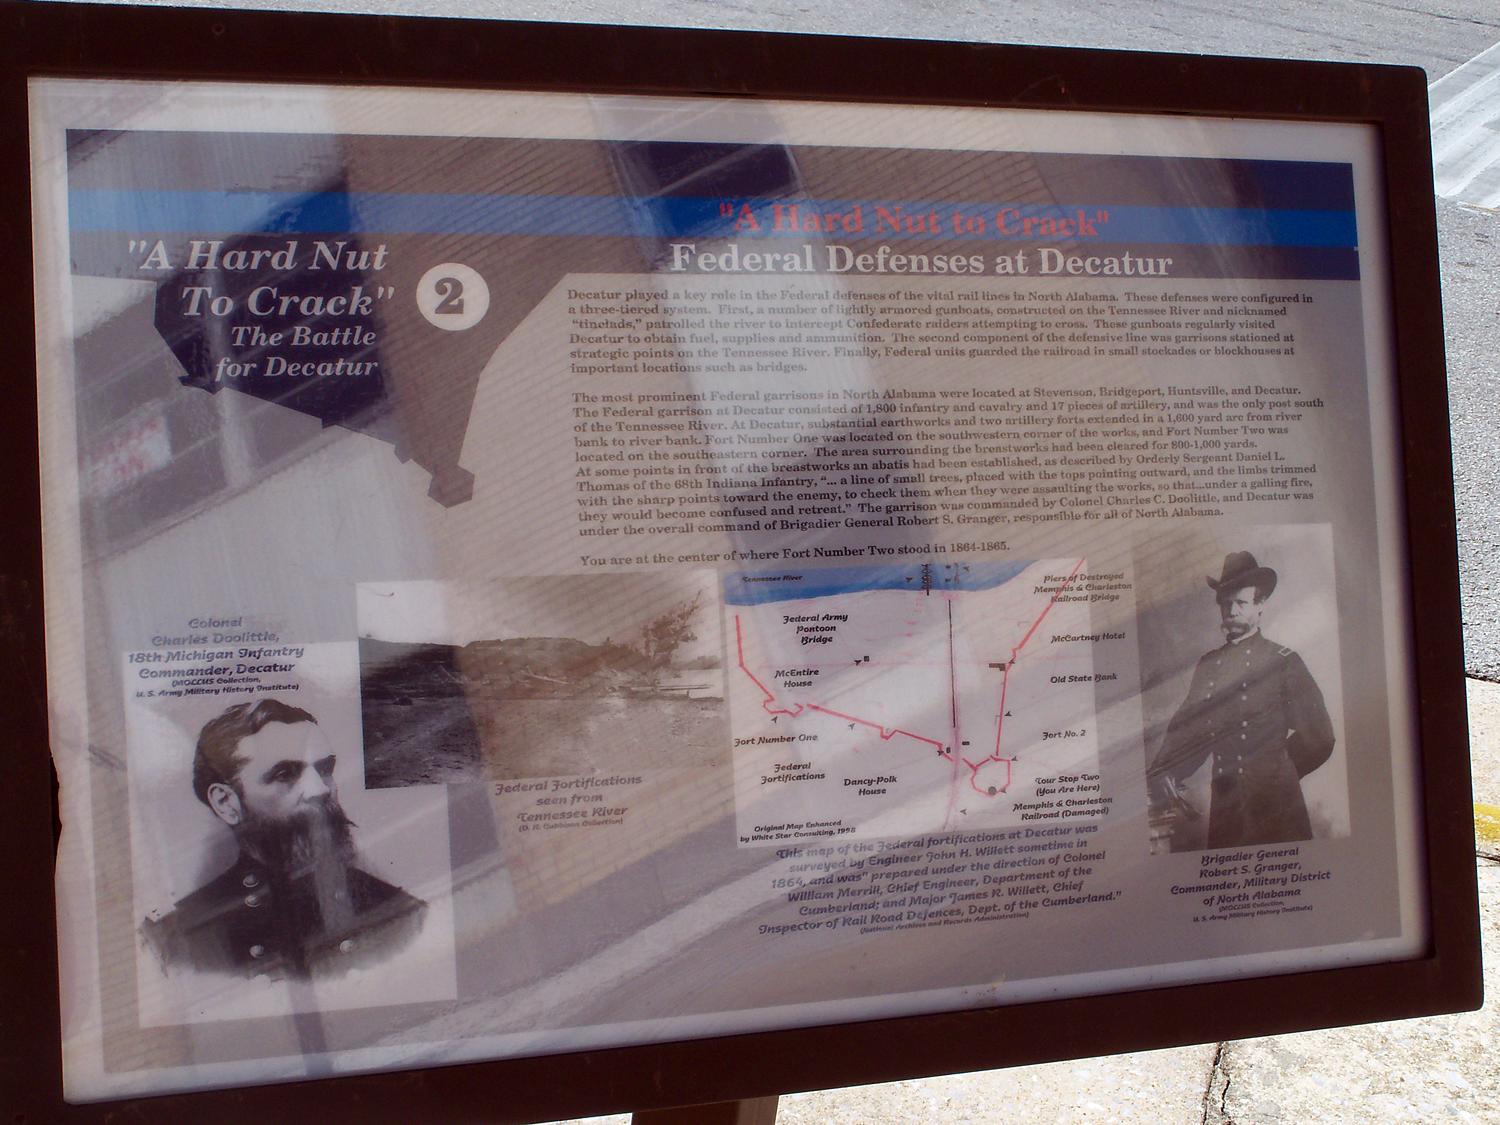 "A Hard Nut
To Crack"
The Battle
for Decatur
2
"A Hard Nut to Crack"
Federal Defenses at Decatur
Decatur played a key role in the Federal defenses of the vital rail lines in North Alabama. These defenses were configured in
a three-tiered system. First, a number of lightly armored gunboats, constructed on the Tennessee River and nicknamed
"tinclads," patrolled the river to intercept Confederate raiders attempting to cross. These gunboats regularly visited
Decatur to obtain fuel, supplies and ammunition. The second component of the defensive line was garrisons stationed at
strategic points on the Tennessee River. Finally, Federal units guarded the railroad in small stockades or blockhouses at
important locations such as bridges.
The most prominent Federal garrisons in North Alabama were located at Stevenson, Bridgeport, Huntsville, and Decatur.
The Federal garrison at Decatur consisted of 1,800 infantry and cavalry and 17 pieces of artillery, and was the only post south
of the Tennessee River. At Decatur, substantial earthworks and two artillery forts extended in a 1,600 yard arc from river
bank to river bank. Fort Number One was located on the southwestern corner of the works, and Fort Number Two was
located on the southeastern corner. The area surrounding the breastworks had been cleared for 800-1,000 yards.
At some points in front of the breastworks an abatis had been established, as described by Orderly Sergeant Daniel L.
Thomas of the 68th Indiana Infantry, "... a line of small trees, placed with the tops pointing outward, and the limbs trimmed
with the sharp points toward the enemy, to check them when they were assaulting the works, so that...under a galling fire,
they would become confused and retreat." The garrison was commanded by Colonel Charles C. Doolittle, and Decatur was
under the overall command of Brigadier General Robert S. Granger, responsible for all of North Alabama.
You are at the center of where Fort Number Two stood in 1864-1865.
Colonel
Charles Doolittle,
18th Michigan Infantry
Commander, Decatur
(MOLLUS Collection,
U. S. Army Military History Institute)
Federal Fortifications
seen from
Tennessee River
Collection)
Tennessee River
Piers of Destroyed
Memphis & Charleston
Railroad Bridge
Federal Army
Pontoon
Bridge
McCartney Hotel
McEntire
House
Old State Bank
Fort Number One
Fort No. 2
Federal
Fortifications
Dancy-Polk
House
Tour Stop Two
(You Are Here)
Memphis & Charleston
Railroad (Damaged)
Original Map Enhanced
by White Star Consulting, 1998
This map of the Federal fortifications at Decatur was
surveyed by Engineer John H. Willett sometime in
1864, and was" prepared under the direction of Colonel
William Merrill, Chief Engineer, Department of the
Cumberland; and Major James R. Willett, Chief
Inspector of Rail Road Defences, Dept. of the Cumberland."
(National Archives and Records Administration)
Brigadier General
Robert S. Granger,
Commander, Military District
of North Alabama
(MOLLUS Collection,
U. S. Army Military History Institute)